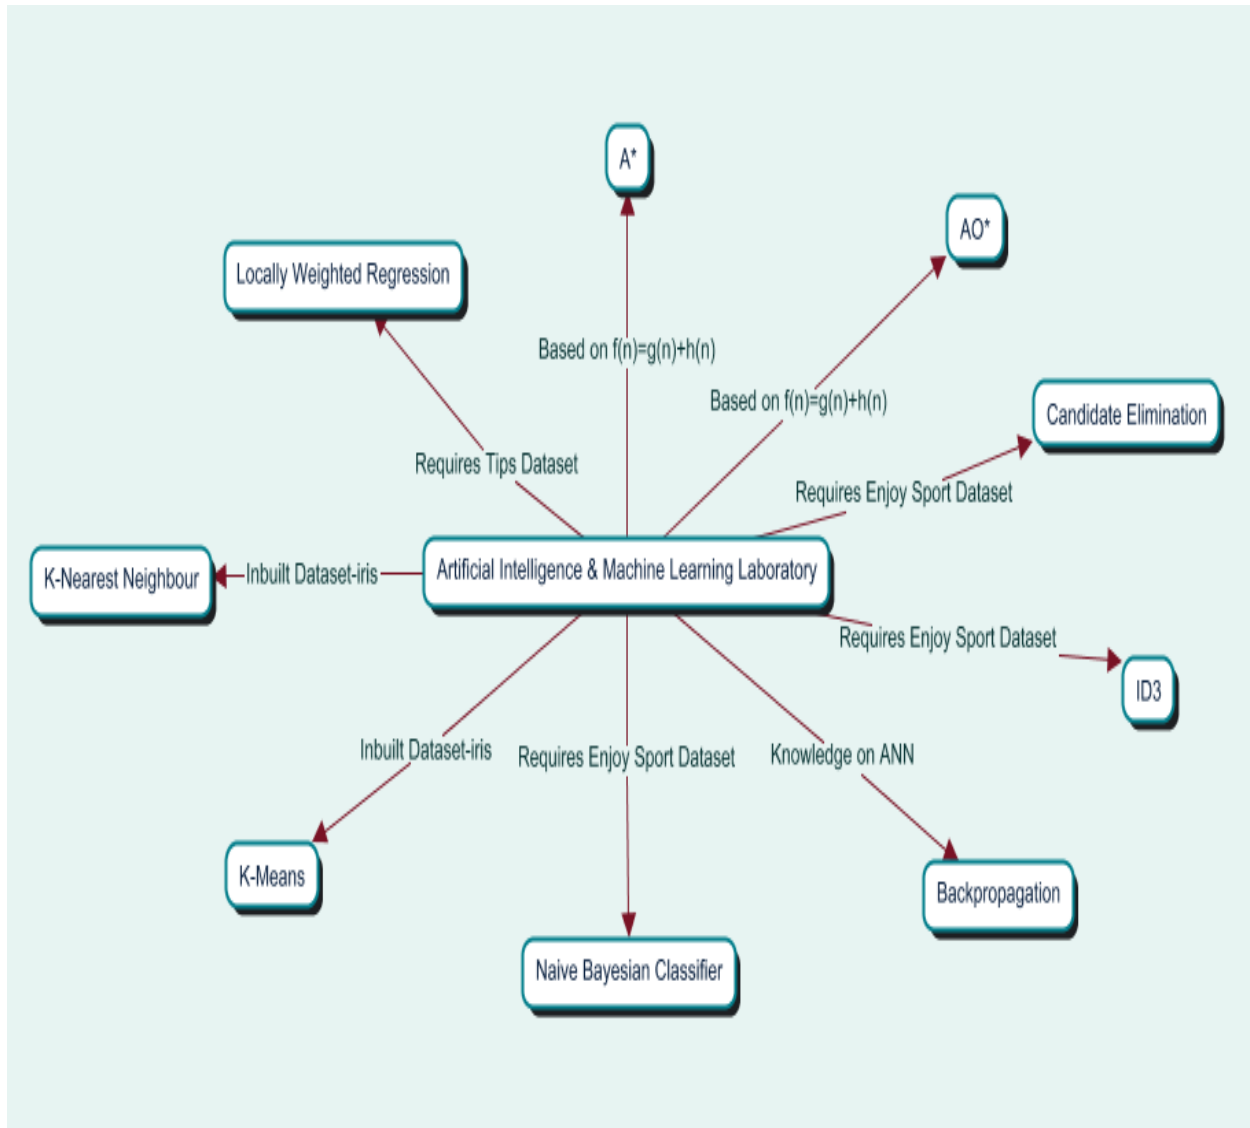 A*
AO*
Locally Weighted Regression
Based on f(n)=g(n)+h(n)
Based on f(n)=g(n)+h(n)
Candidate Elimination
Requires Tips Dataset
Requires Enjoy Sport Dataset
K-Nearest Neighbour
Inbuilt Dataset-iris
Artificial Intelligence & Machine Learning Laboratory
Requires Enjoy Sport Dataset
ID3
Inbuilt Dataset-iris
Requires Enjoy Sport Dataset
Knowledge on ANN
K-Means
Backpropagation
Naive Bayesian Classifier